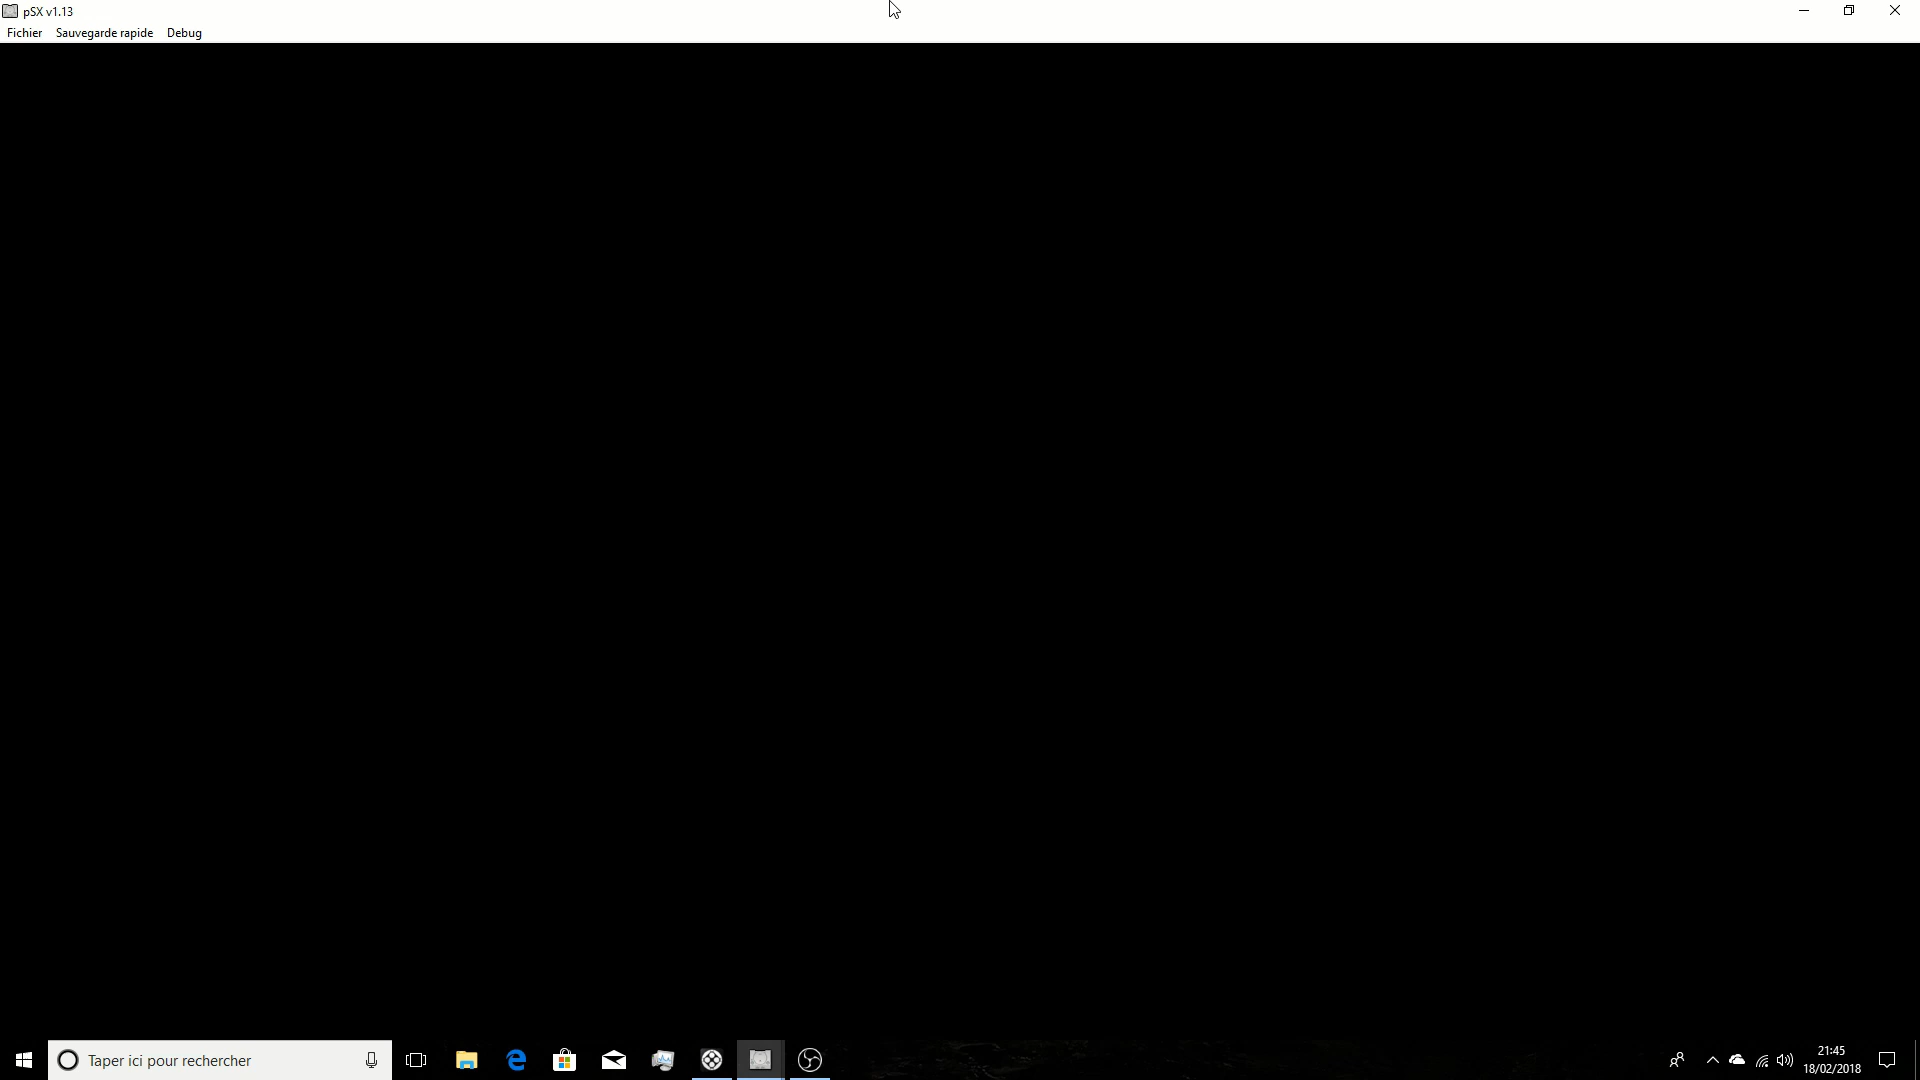 pSX v1.13
Fichier Sauvegarde rapide Debug
Taper ici pour rechercher
21:45
18/02/2018